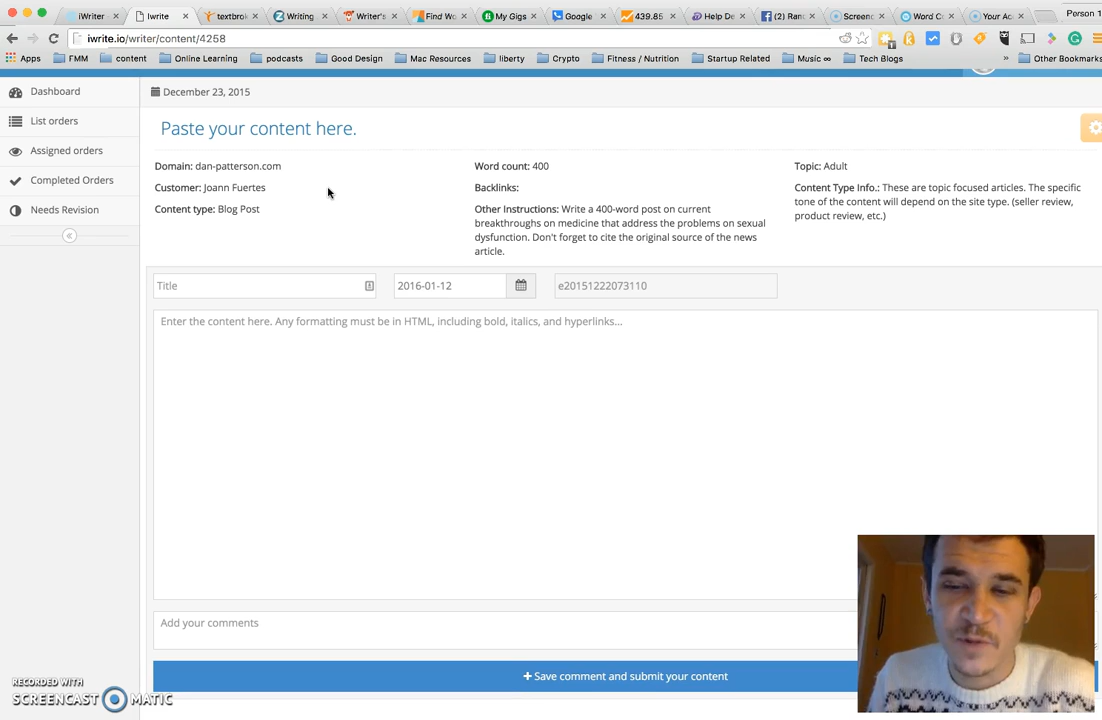 iWriter
Iwrite
textbrok
Writing
Writer's
Find Wo
My Gigs
Google
439.85
Help De
(2) Ranc
Screenc
Word C
Your Ac
Person 1
iwrite.io/writer/content/4258
Apps
FMM
content
Online Learning
podcasts
Good Design
Mac Resources
liberty
Crypto
Fitness / Nutrition
Startup Related
Music ∞
Tech Blogs
»
Other Bookmarks
Dashboard
List orders
Assigned orders
Completed Orders
Needs Revision
December 23, 2015
Paste your content here.
Domain: dan-patterson.com
Customer: Joann Fuertes
Content type: Blog Post
Word count: 400
Backlinks:
Other Instructions: Write a 400-word post on current
breakthroughs on medicine that address the problems on sexual
dysfunction. Don't forget to cite the original source of the news
article.
Topic: Adult
Content Type Info.: These are topic focused articles. The specific
tone of the content will depend on the site type. (seller review,
product review, etc.)
Title
2016-01-12
e20151222073110
Enter the content here. Any formatting must be in HTML, including bold, italics, and hyperlinks...
Add your comments
+ Save comment and submit your content
RECORDED WITH
SCREENCAST MATIC